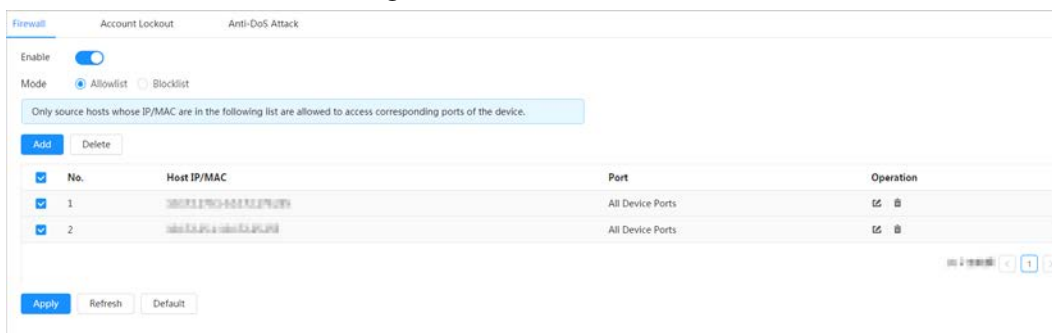 Firewall Account Lockout Anti-DoS Attack
Enable
Mode Allowlist Blocklist
Only source hosts whose IP/MAC are in the following list are allowed to access corresponding ports of the device.
Add Delete
No. Host IP/MAC Port Operation
1 All Device Ports
2 All Device Ports
1
Apply Refresh Default